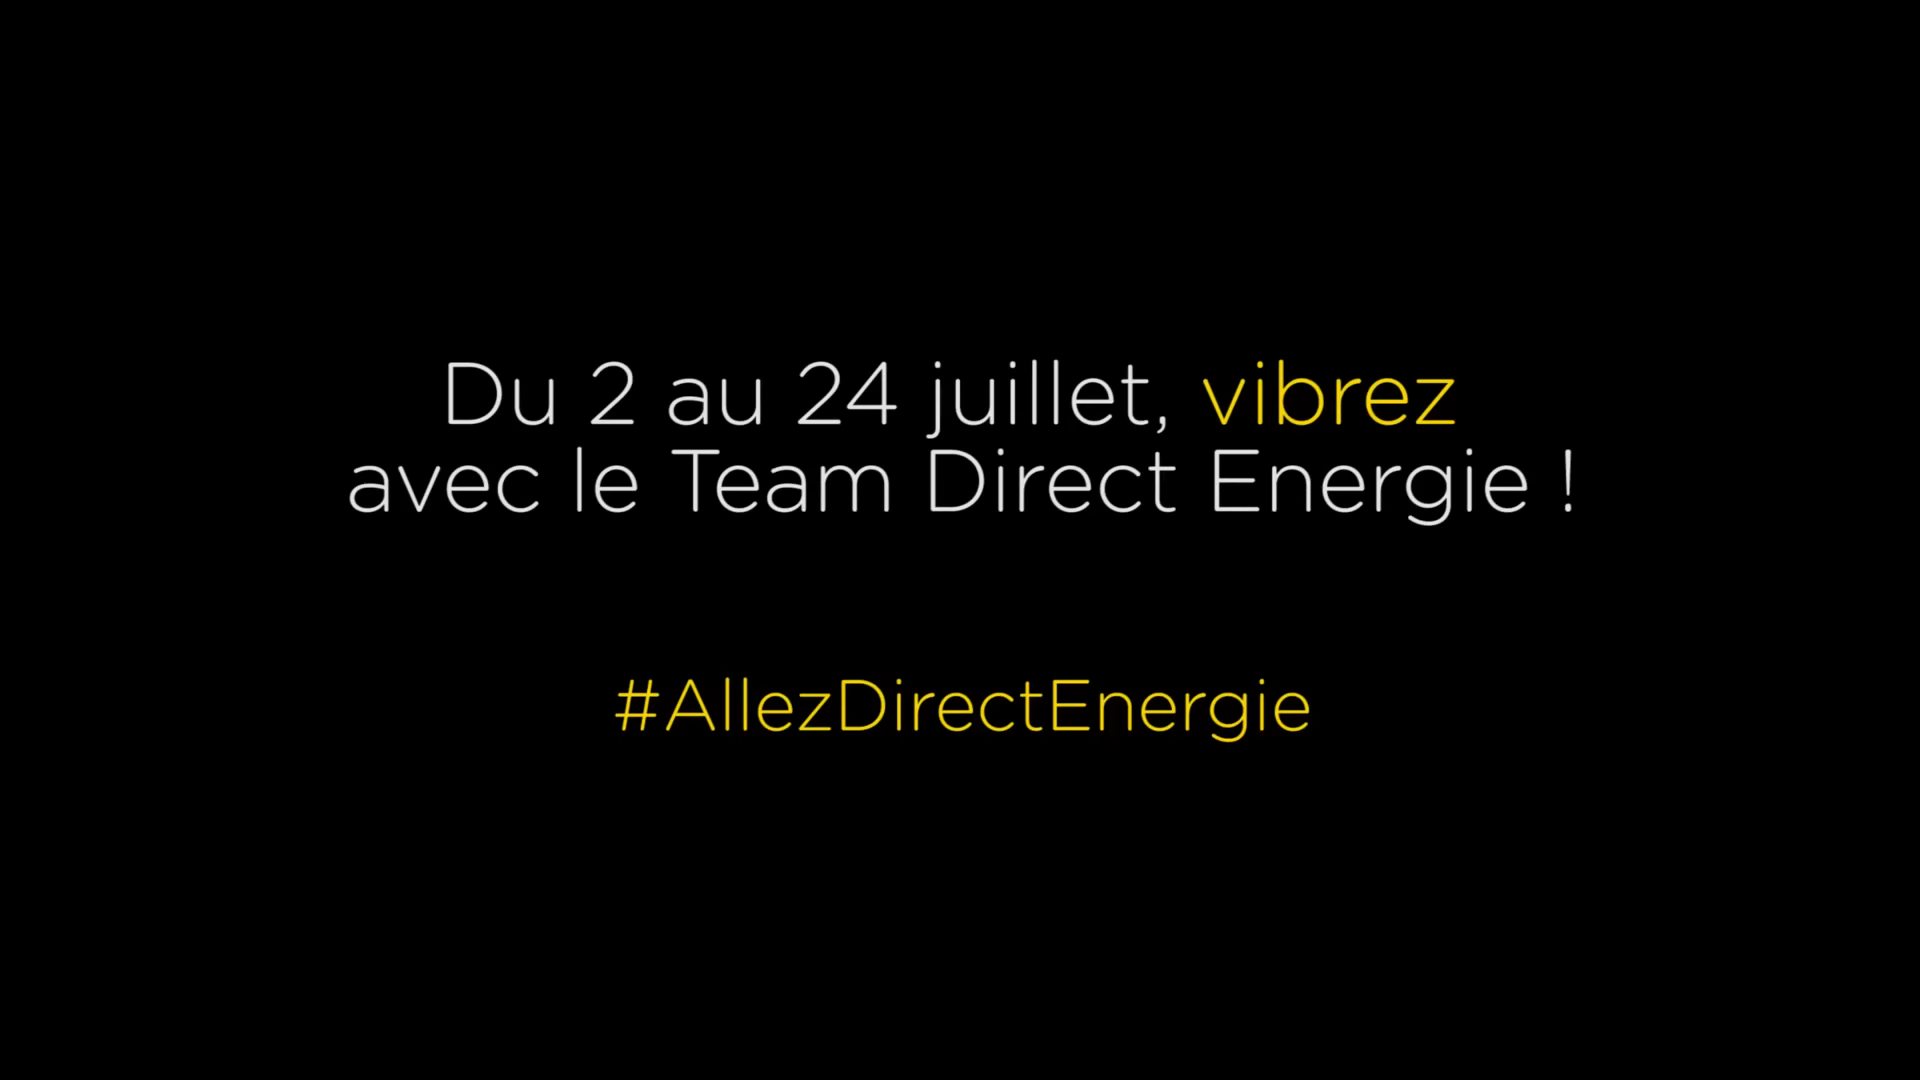 Du 2 au 24 juillet, vibrez
avec le Team Direct Energie !
#AllezDirectEnergie